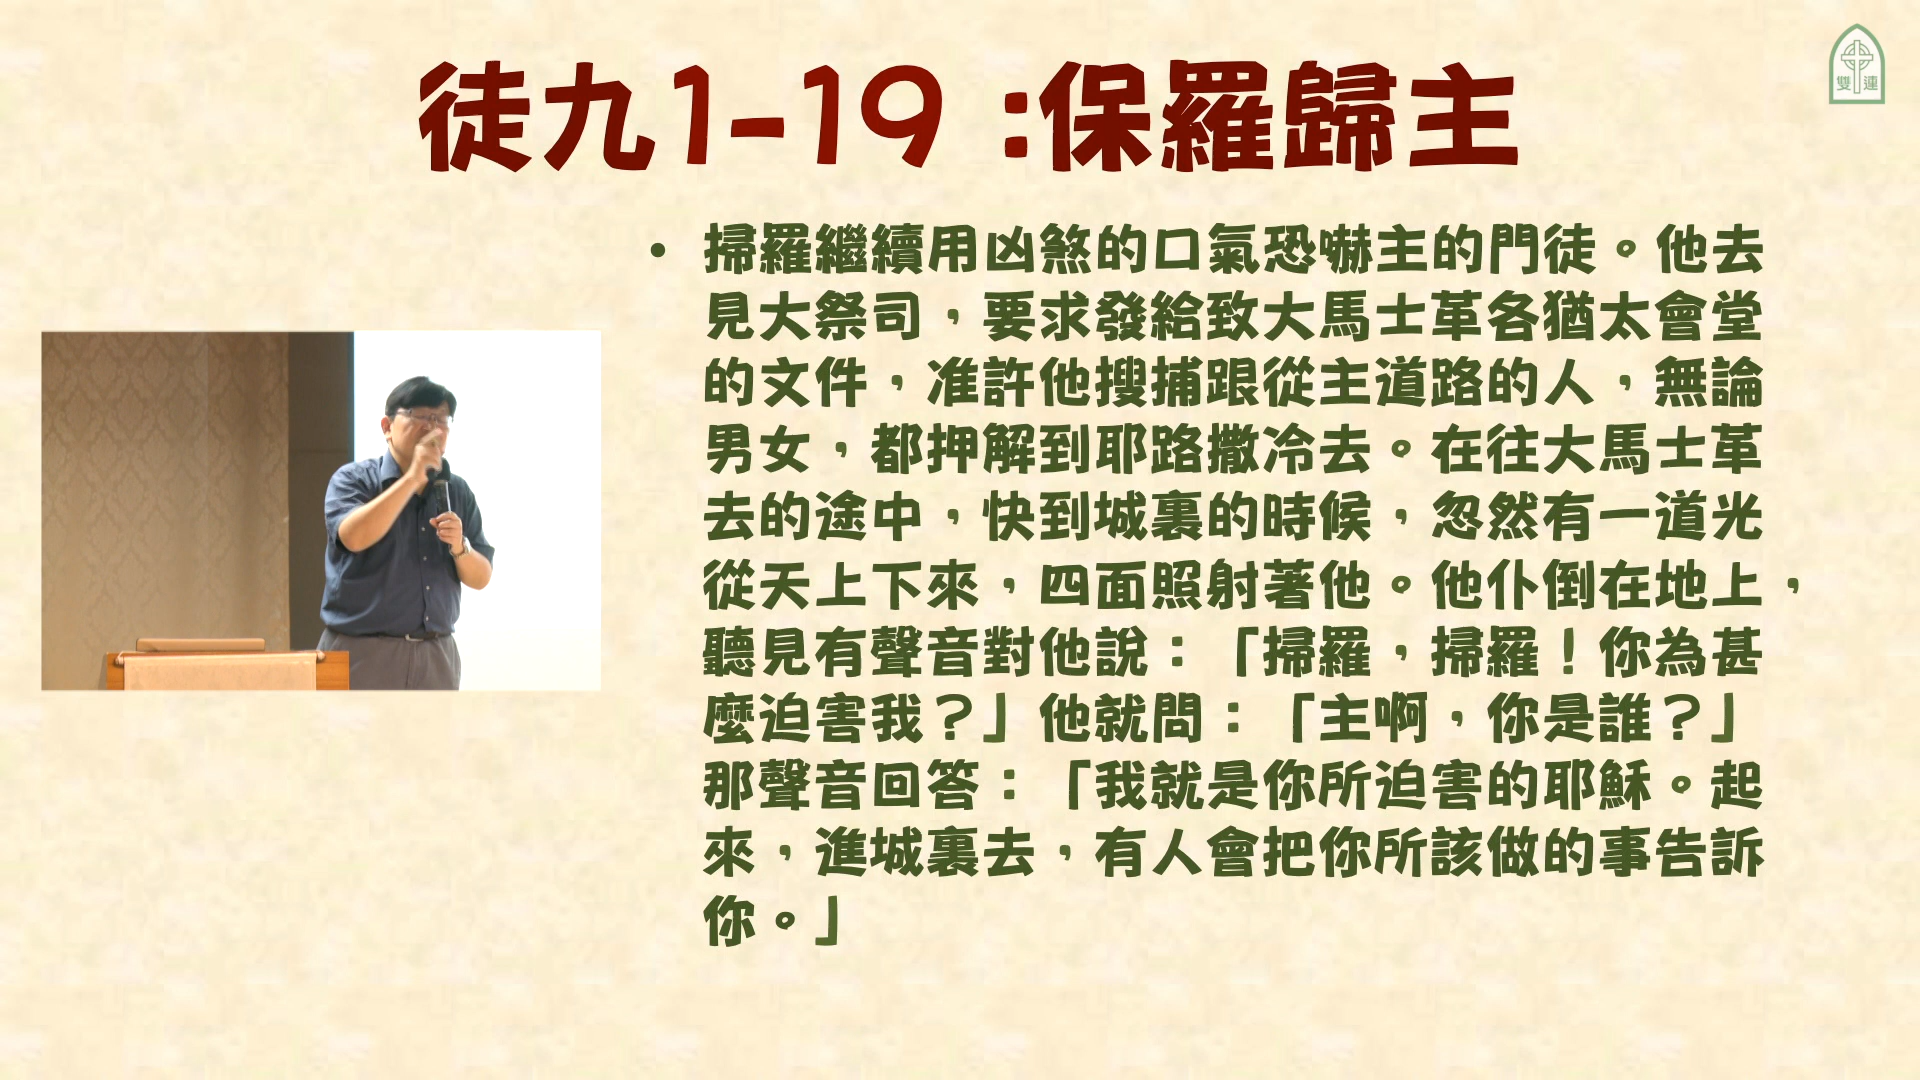 徒九1-19 :保羅歸主
雙連
• 掃羅繼續用凶煞的口氣恐嚇主的門徒。他去
見大祭司，要求發給致大馬士革各猶太會堂
的文件，准許他搜捕跟從主道路的人，無論
男女，都押解到耶路撒冷去。在往大馬士革
去的途中，快到城裏的時候，忽然有一道光
從天上下來，四面照射著他。他仆倒在地上，
聽見有聲音對他說：「掃羅，掃羅！你為甚
麼迫害我？」他就問：「主啊，你是誰？」
那聲音回答：「我就是你所迫害的耶穌。起
來，進城裏去，有人會把你所該做的事告訴
你。」